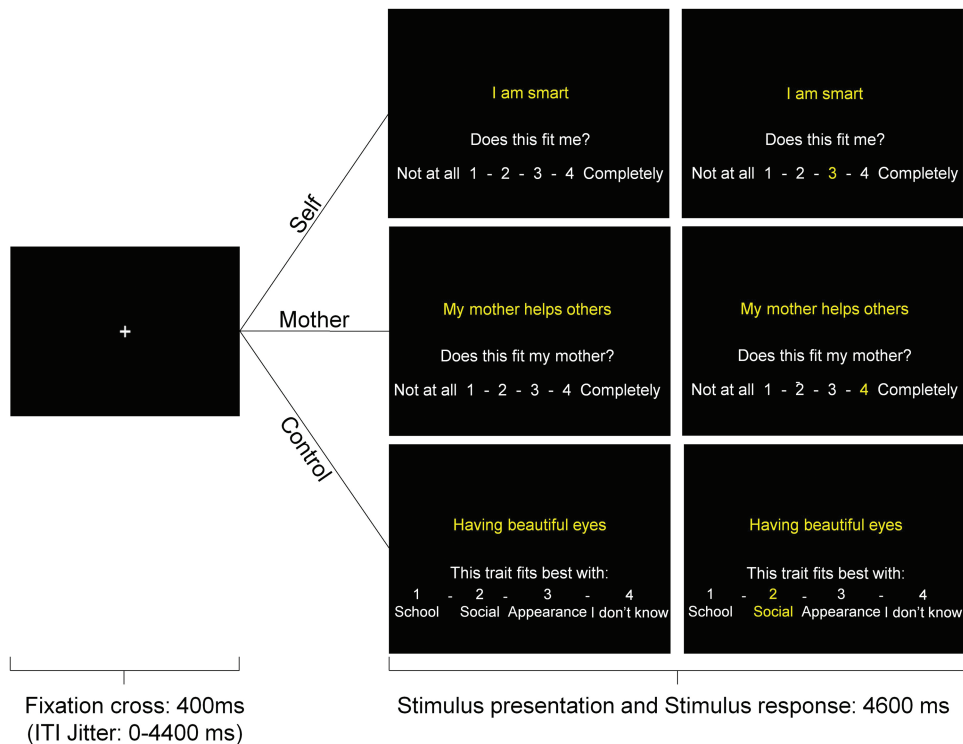 I am smart
Does this fit me?
Not at all 1 - 2 - 3 - 4 Completely
I am smart
Does this fit me?
Not at all 1 - 2 - 3 - 4 Completely
Self
+
Mother
My mother helps others
Does this fit my mother?
Not at all 1 - 2 - 3 - 4 Completely
My mother helps others
Does this fit my mother?
Not at all 1 - 2 - 3 - 4 Completely
Control
Having beautiful eyes
This trait fits best with:
1 - 2 - 3 - 4
School Social Appearance I don't know
Having beautiful eyes
This trait fits best with:
1 - 2 - 3 - 4
School Social Appearance I don't know
Fixation cross: 400ms
(ITI Jitter: 0-4400 ms)
Stimulus presentation and Stimulus response: 4600 ms